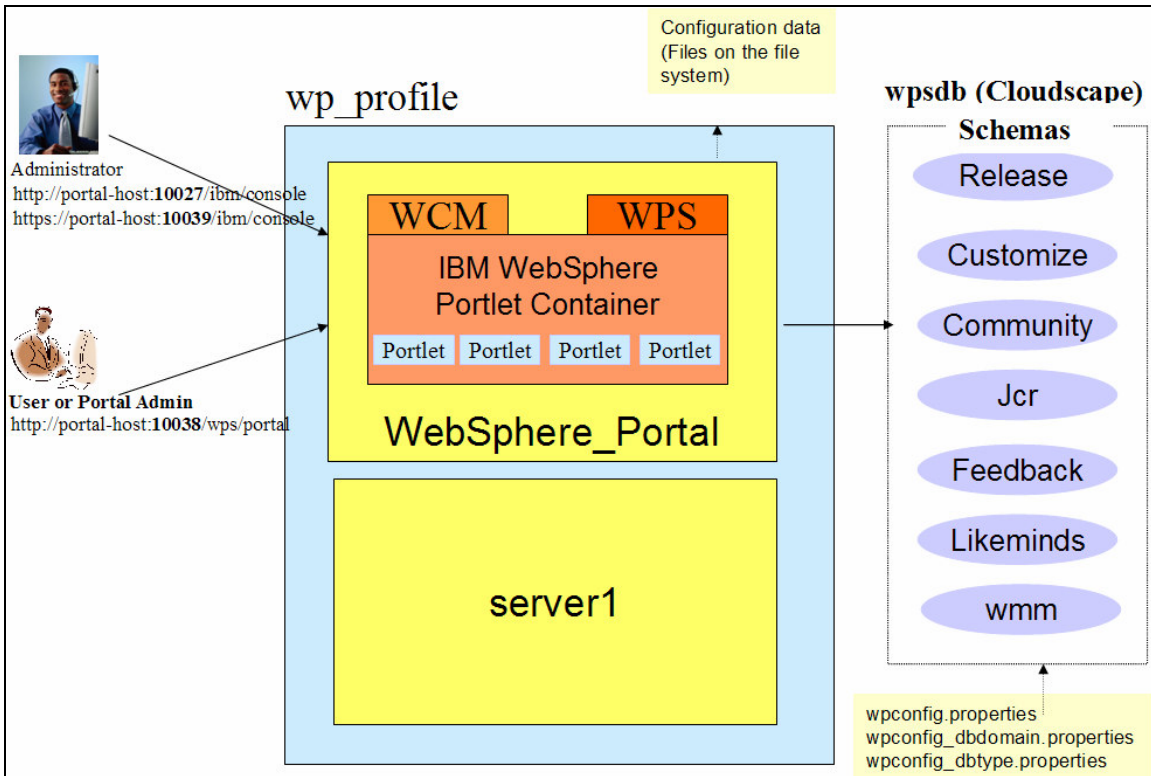 Configuration data
(Files on the file
system)
wp_profile
wpsdb (Cloudscape)
Schemas
Administrator
http://portal-host:10027/ibm/console
https://portal-host:10039/ibm/console
WCM
WPS
IBM WebSphere
Portlet Container
Portlet Portlet Portlet Portlet
WebSphere_Portal
User or Portal Admin
http://portal-host:10038/wps/portal
server1
Release
Customize
Community
Jcr
Feedback
Likeminds
wmm
wpconfig.properties
wpconfig_dbdomain.properties
wpconfig_dbtype.properties